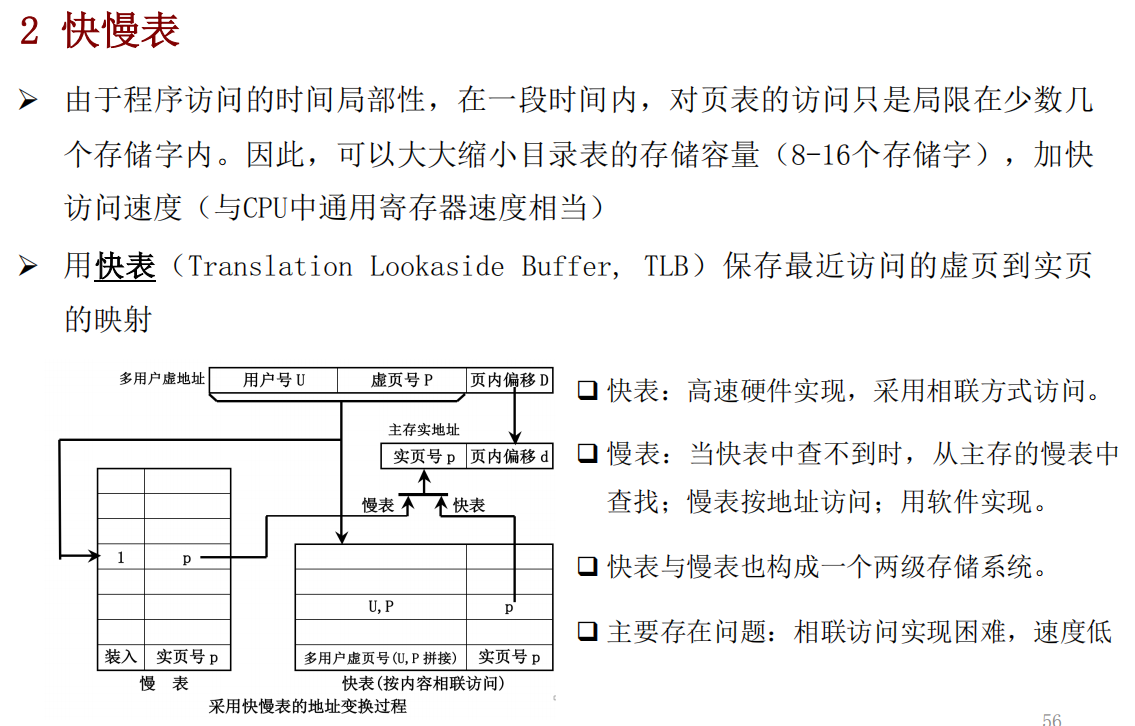 2 快慢表
➢ 由于程序访问的时间局部性，在一段时间内，对页表的访问只是局限在少数几
个存储字内。因此，可以大大缩小目录表的存储容量（8-16个存储字），加快
访问速度（与CPU中通用寄存器速度相当）
➢ 用快表（Translation Lookaside Buffer, TLB）保存最近访问的虚页到实页
的映射
多用户虚地址 用户号 U 虚页号 P 页内偏移 D
主存实地址
实页号 p 页内偏移 d
慢表 快表
1 p
U,P p
装入 实页号 p
多用户虚页号(U,P 拼接) 实页号 p
慢 表
快表(按内容相联访问)
采用快慢表的地址变换过程
❑ 快表：高速硬件实现，采用相联方式访问。
❑ 慢表：当快表中查不到时，从主存的慢表中
查找；慢表按地址访问；用软件实现。
❑ 快表与慢表也构成一个两级存储系统。
❑ 主要存在问题：相联访问实现困难，速度低
56